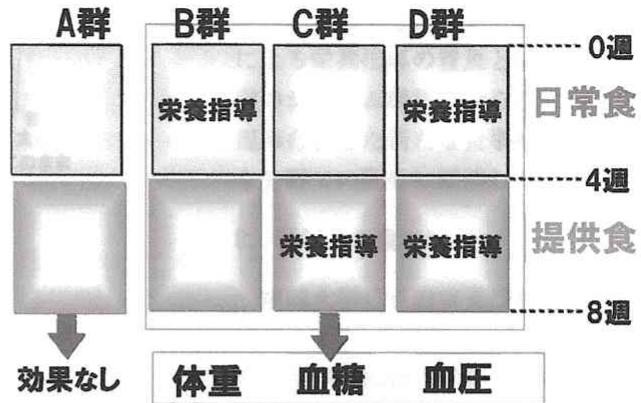 A群 B群 C群 D群
0週
栄養指導 栄養指導
日常食
4週
栄養指導 栄養指導
提供食
8週
効果なし 体重 血糖 血圧